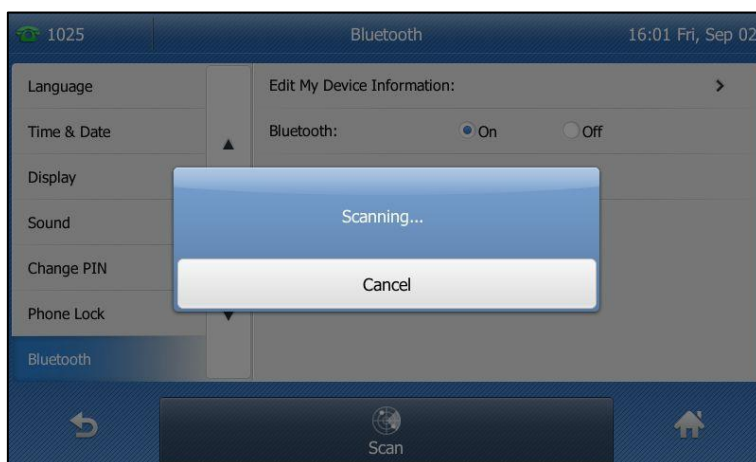 1025 Bluetooth 16:01 Fri, Sep 02
Language
Time & Date
Display
Sound
Change PIN
Phone Lock
Bluetooth
Edit My Device Information:
Bluetooth: On Off
Scanning...
Cancel
Scan